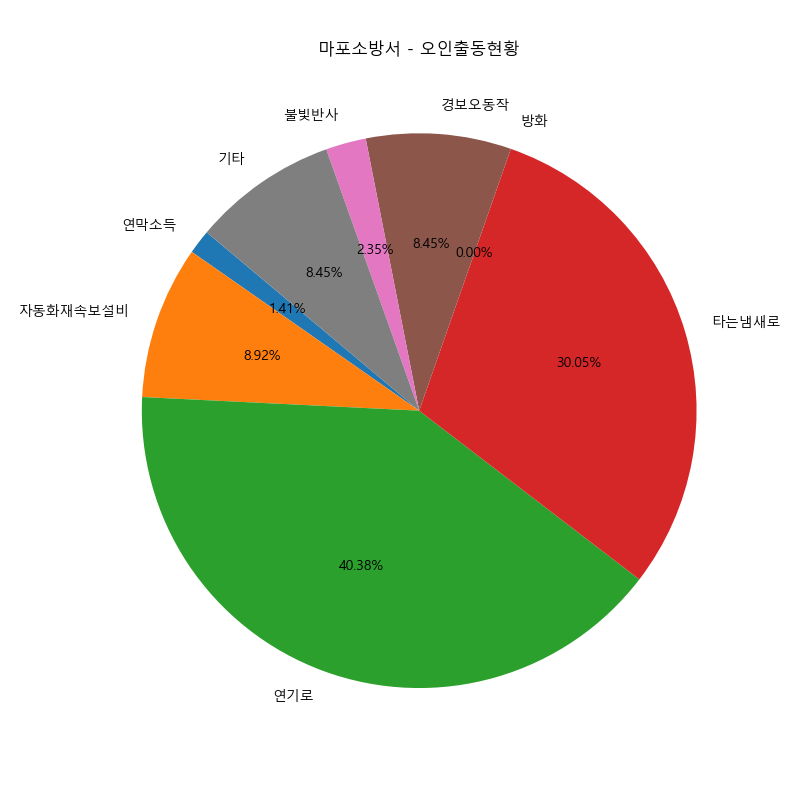 마포소방서 - 오인출동현황
경보오동작
방화
불빛반사
기타
연막소득
자동화재속보설비
타는냄새로
연기로
8.45%
0.00%
2.35%
8.45%
1.41%
8.92%
30.05%
40.38%